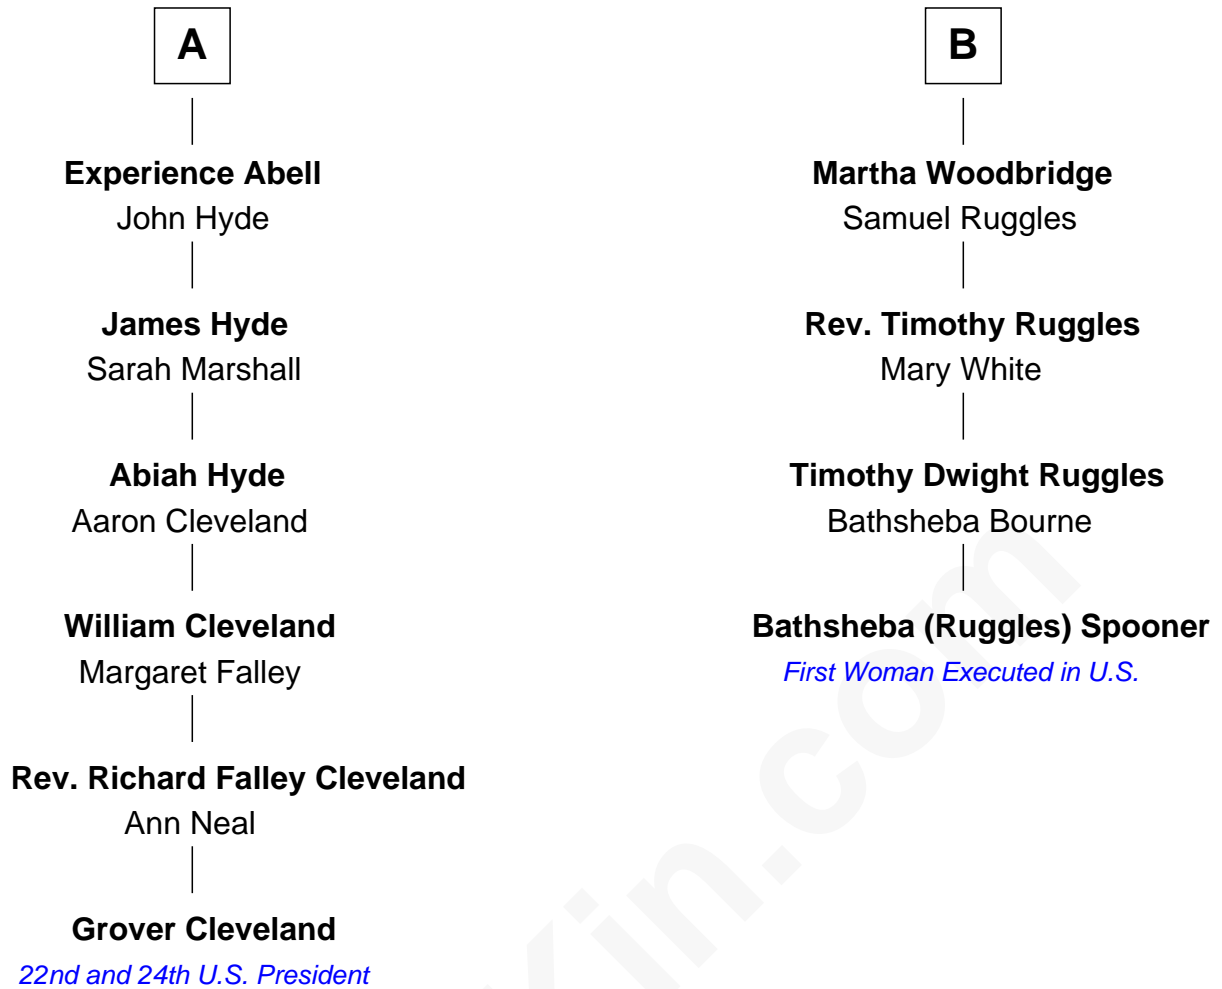 A
Experience Abell
John Hyde
James Hyde
Sarah Marshall
Abiah Hyde
Aaron Cleveland
William Cleveland
Margaret Falley
Rev. Richard Falley Cleveland
Ann Neal
Grover Cleveland
22nd and 24th U.S. President
B
Martha Woodbridge
Samuel Ruggles
Rev. Timothy Ruggles
Mary White
Timothy Dwight Ruggles
Bathsheba Bourne
Bathsheba (Ruggles) Spooner
First Woman Executed in U.S.
Kin.com